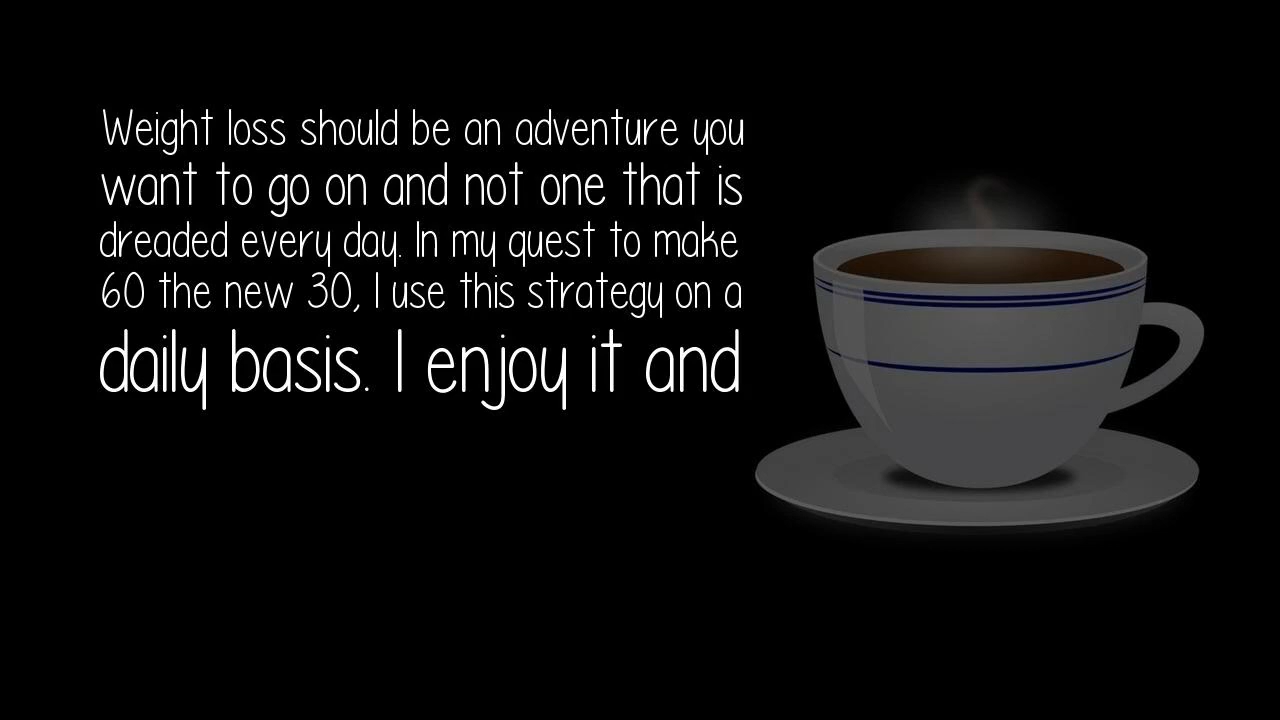 Weight loss should be an adventure you
want to go on and not one that is
dreaded every day. In my quest to make
60 the new 30, I use this strategy on a
daily basis. I enjoy it and